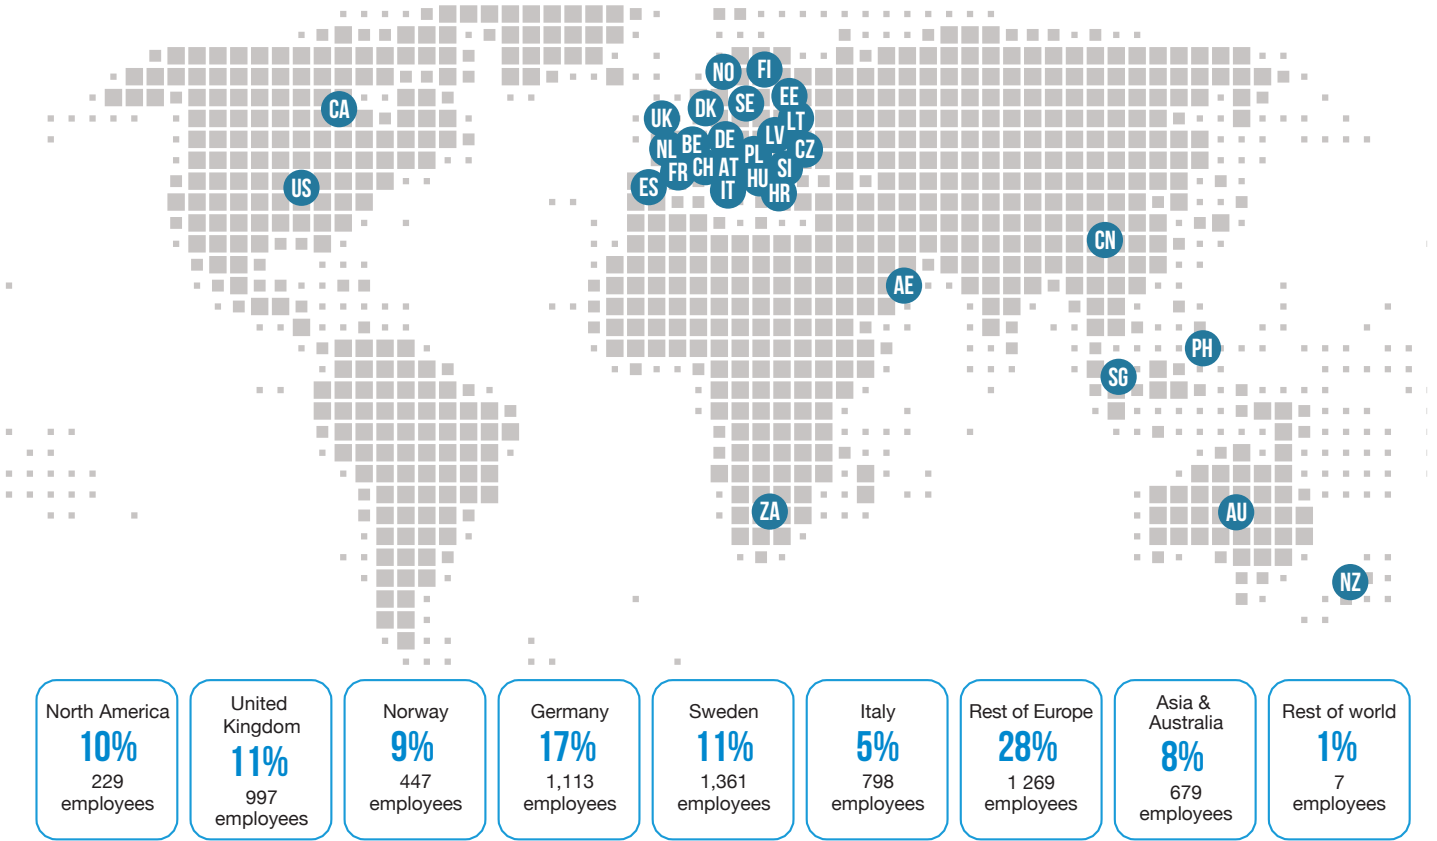 NO
FI
CA
UK
DK
SE
EE
LT
NL
BE
DE
LV
PL
CZ
FR
CH
AT
HU
SI
US
ES
IT
HR
CN
AE
PH
SG
ZA
AU
NZ
North America
10%
229
employees
United
Kingdom
11%
997
employees
Norway
9%
447
employees
Germany
17%
1,113
employees
Sweden
11%
1,361
employees
Italy
5%
798
employees
Rest of Europe
28%
1 269
employees
Asia &
Australia
8%
679
employees
Rest of world
1%
7
employees